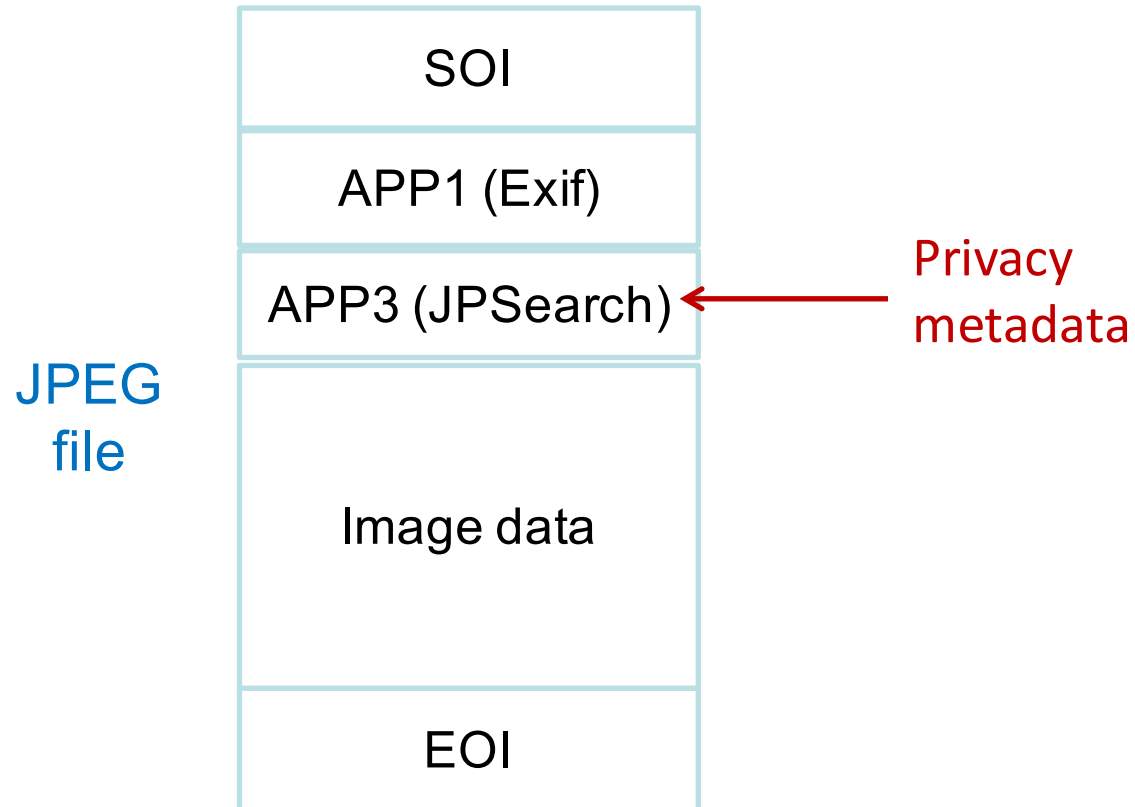 SOI
APP1 (Exif)
APP3 (JPSearch)
Privacy
metadata
JPEG
file
Image data
EOI